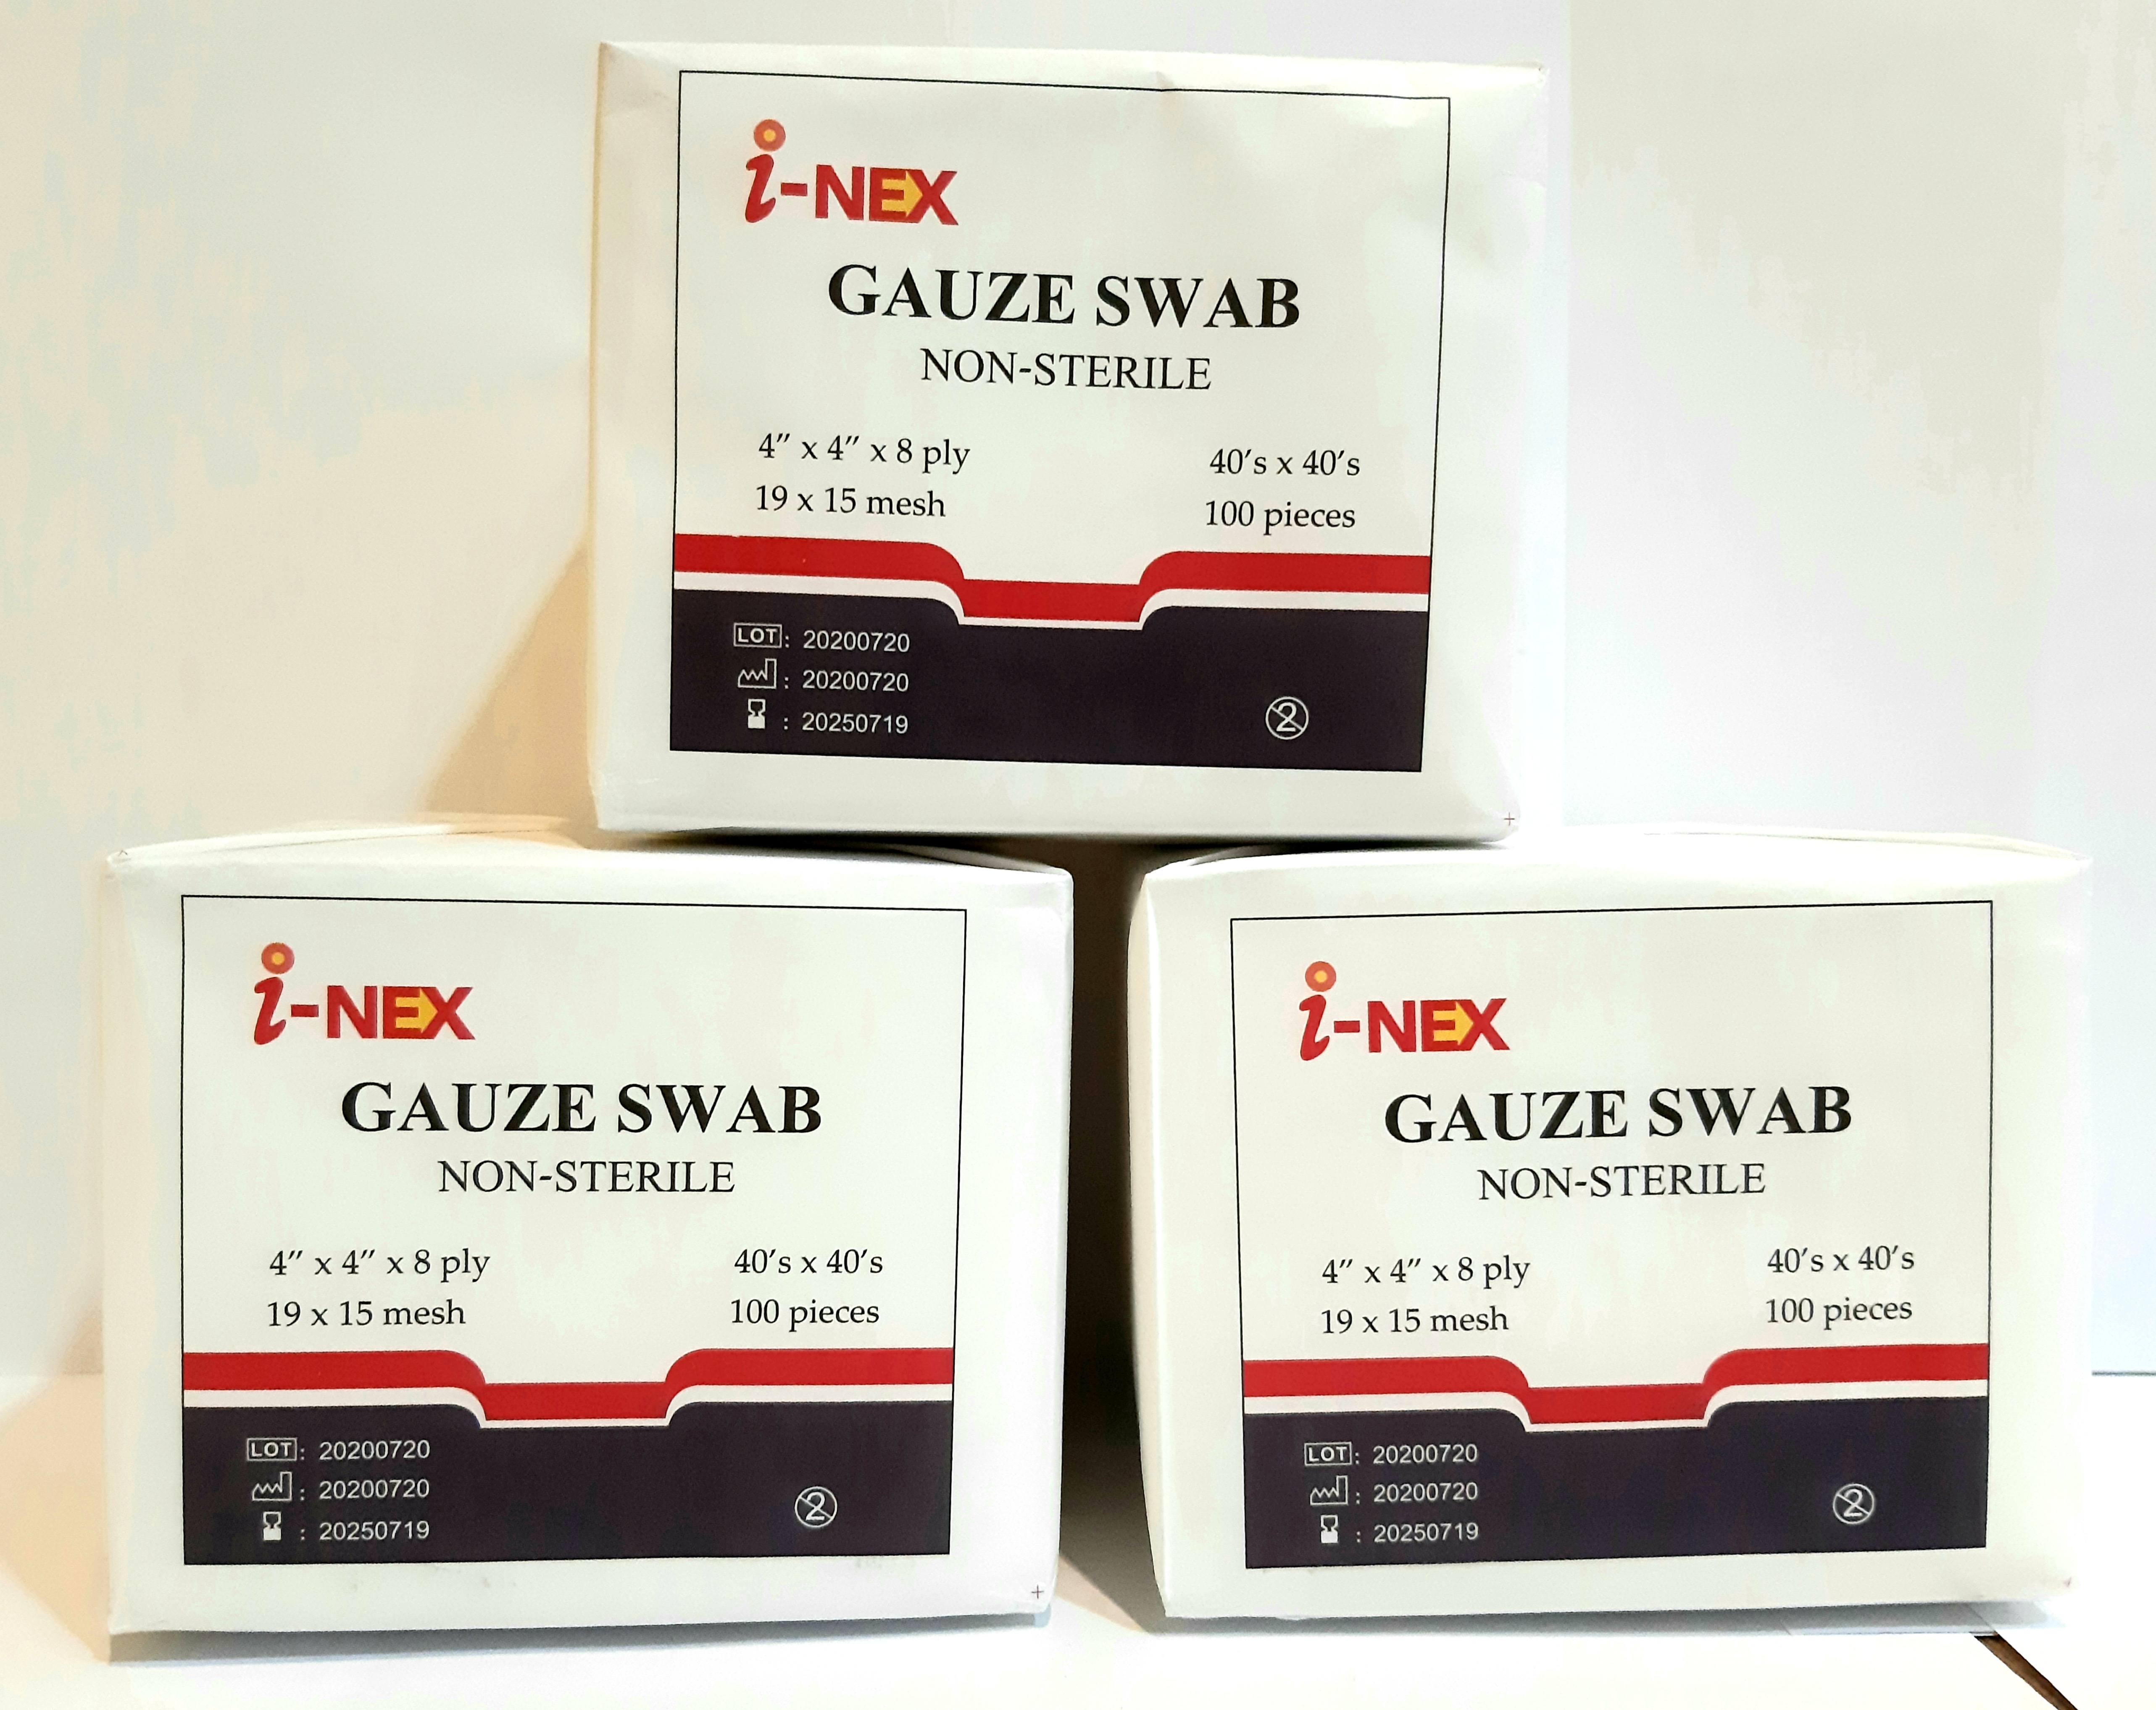 i-NEX
GAUZE SWAB
NON-STERILE
4″ x 4″ x 8 ply 40′s x 40′s
19 x 15 mesh 100 pieces
LOT: 20200720
: 20200720
: 20250719
2
i-NEX
GAUZE SWAB
NON-STERILE
4″ x 4″ x 8 ply 40′s x 40′s
19 x 15 mesh 100 pieces
LOT: 20200720
: 20200720
: 20250719
2
i-NEX
GAUZE SWAB
NON-STERILE
4″ x 4″ x 8 ply 40′s x 40′s
19 x 15 mesh 100 pieces
LOT: 20200720
: 20200720
: 20250719
2